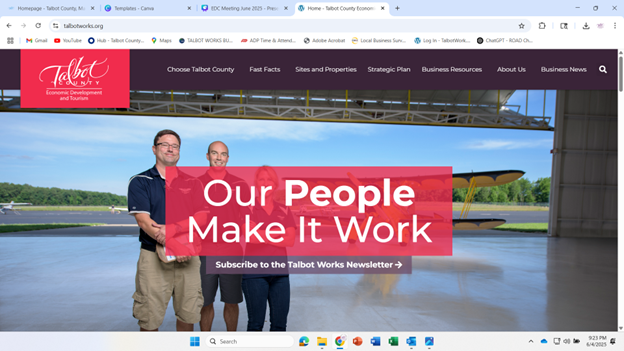 Homepage - Talbot County, M
Templates - Canva
EDC Meeting June 2025 - Prese
Home - Talbot County Econom
talbotworks.org
Gmail
YouTube
Hub - Talbot County...
Maps
TALBOT WORKS BU...
ADP Time & Attend...
Adobe Acrobat
Local Business Surv...
Log In ‹ TalbotWork...
ChatGPT - ROAD Ch...
Talbot
COUNTY
Economic Development
and Tourism
Choose Talbot County
Fast Facts
Sites and Properties
Strategic Plan
Business Resources
About Us
Business News
Our People
Make It Work
Subscribe to the Talbot Works Newsletter →
Search
9:23 PM
6/4/2025